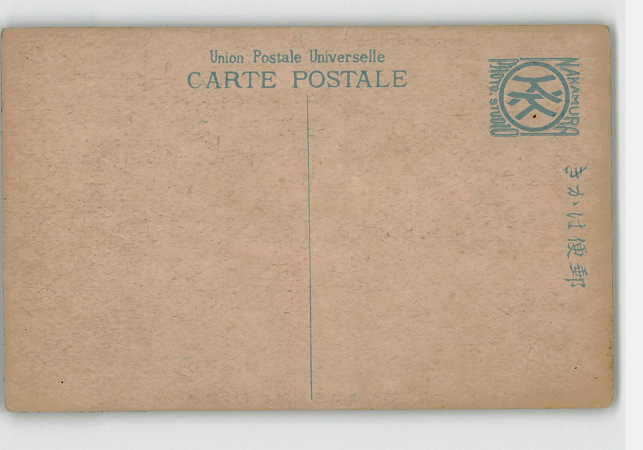 Union Postale Universelle
CARTE POSTALE
NAKAMURA
PHOTO.STUDIO
きかは便郵